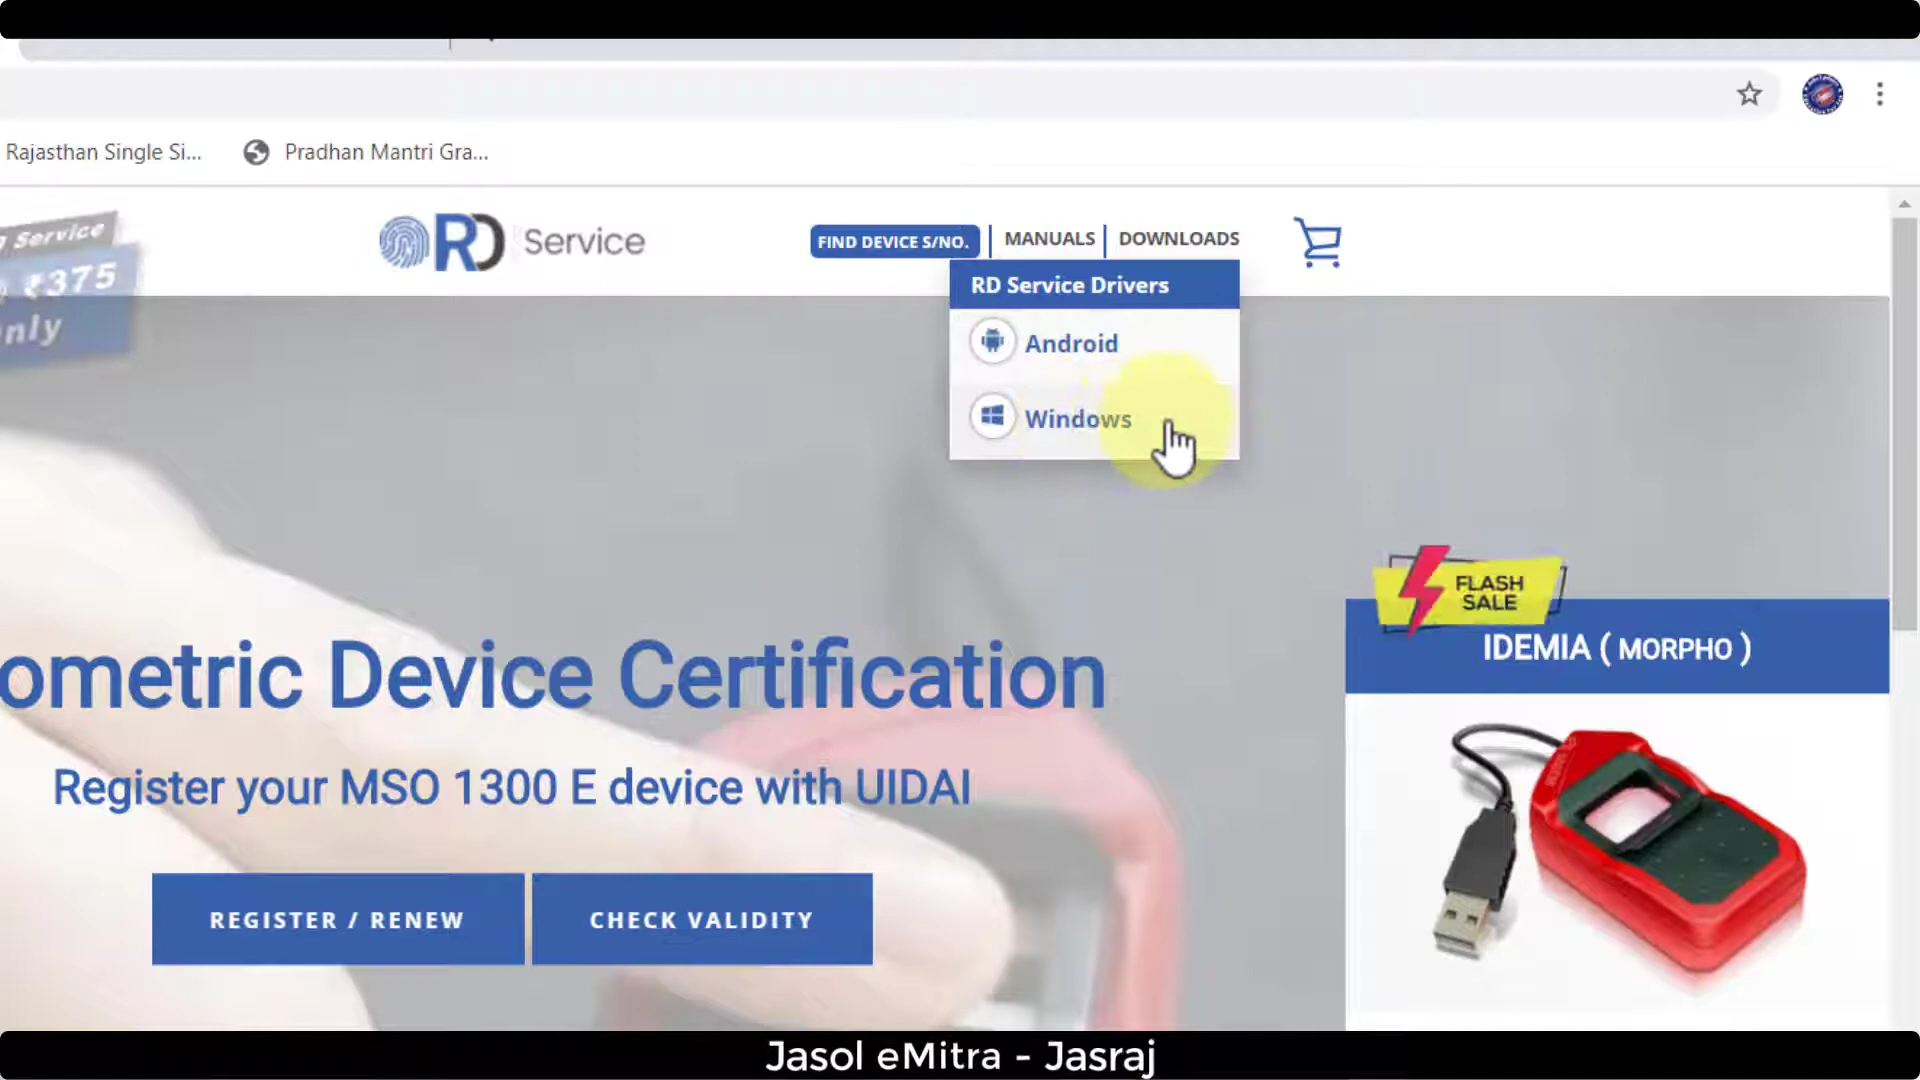 Rajasthan Single Si...
Pradhan Mantri Gra...
Service
₹375
nly
RD Service
FIND DEVICE S/NO.
MANUALS
DOWNLOADS
RD Service Drivers
Android
Windows
FLASH
SALE
IDEMIA ( MORPHO )
ometric Device Certification
Register your MSO 1300 E device with UIDAI
REGISTER / RENEW
CHECK VALIDITY
Jasol eMitra - Jasraj